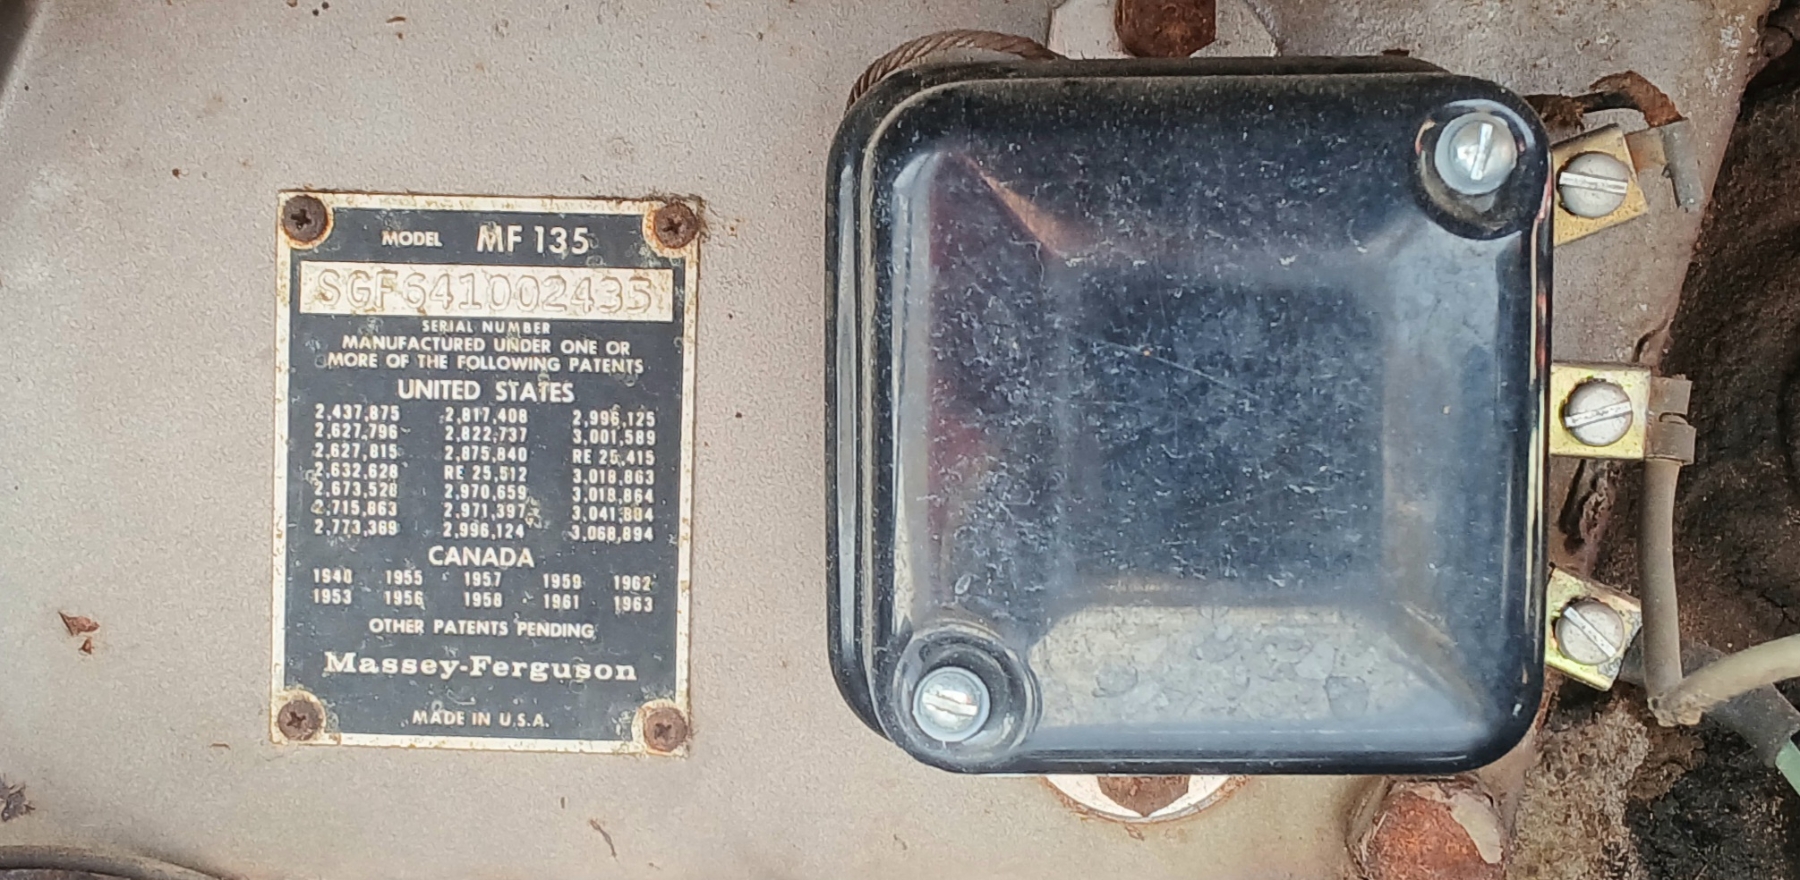 MODEL MF 135
SGF641002435
SERIAL NUMBER
MANUFACTURED UNDER ONE OR
MORE OF THE FOLLOWING PATENTS
UNITED STATES
2,437,875 2,817,408 2,996,125
2,627,796 2,822,737 3,001,589
2,627,815 2,875,840 RE 25,415
2,632,628 RE 25,512 3,018,863
2,673,528 2,970,659 3,018,864
2,715,863 2,971,397 3,041,884
2,773,369 2,996,124 3,068,894
CANADA
1940 1955 1957 1959 1962
1953 1956 1958 1961 1963
OTHER PATENTS PENDING
Massey-Ferguson
MADE IN U.S.A.